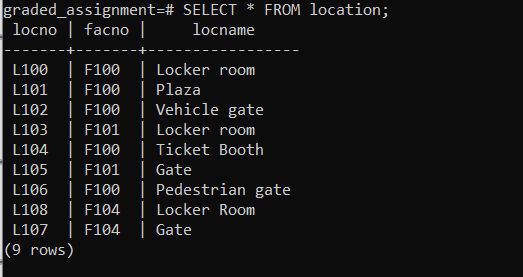 graded_assignment=# SELECT * FROM location;
 locno | facno |     locname
-------+-------+-----------------
 L100  | F100  | Locker room
 L101  | F100  | Plaza
 L102  | F100  | Vehicle gate
 L103  | F101  | Locker room
 L104  | F100  | Ticket Booth
 L105  | F101  | Gate
 L106  | F100  | Pedestrian gate
 L108  | F104  | Locker Room
 L107  | F104  | Gate
(9 rows)